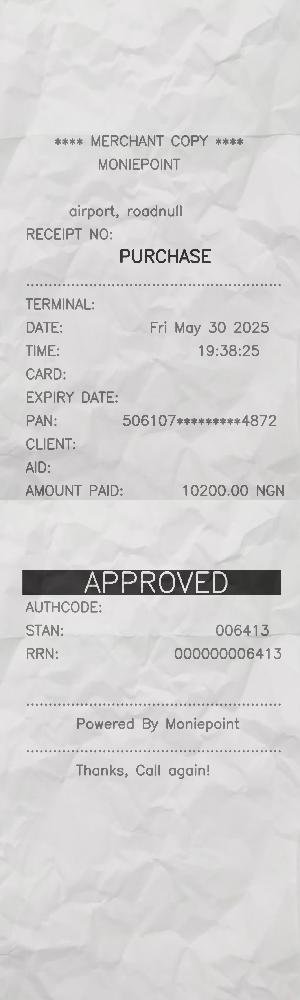 **** MERCHANT COPY ****
MONIEPOINT
airport, roadnull
RECEIPT NO:
PURCHASE
TERMINAL:
DATE: Fri May 30 2025
TIME: 19:38:25
CARD:
EXPIRY DATE:
PAN: 506107*********4872
CLIENT:
AID:
AMOUNT PAID: 10200.00 NGN
APPROVED
AUTHCODE:
STAN: 006413
RRN: 000000006413
Powered By Moniepoint
Thanks, Call again!